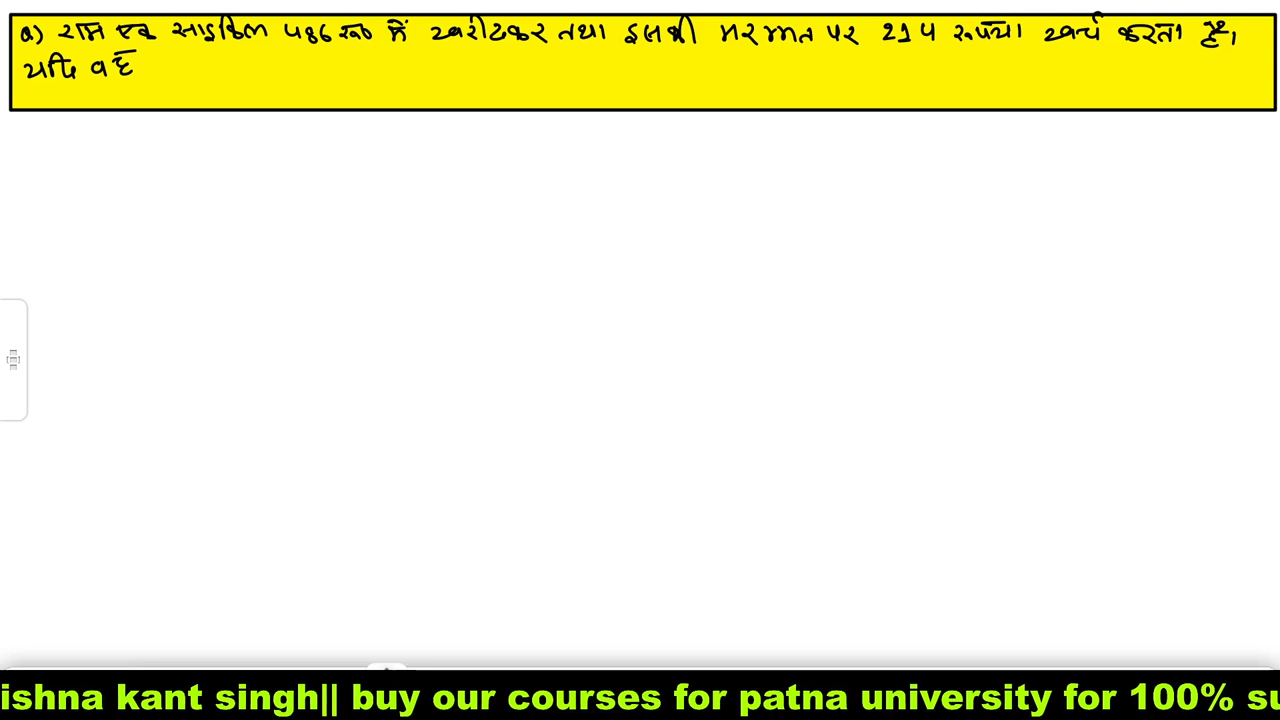 a) राम एक साइकिल 486 रू० में खरीदकर तथा इसकी मरम्मत पर 214 रूपया खर्च करता है,
यदि वह
ishna kant singh|| buy our courses for patna university for 100% su